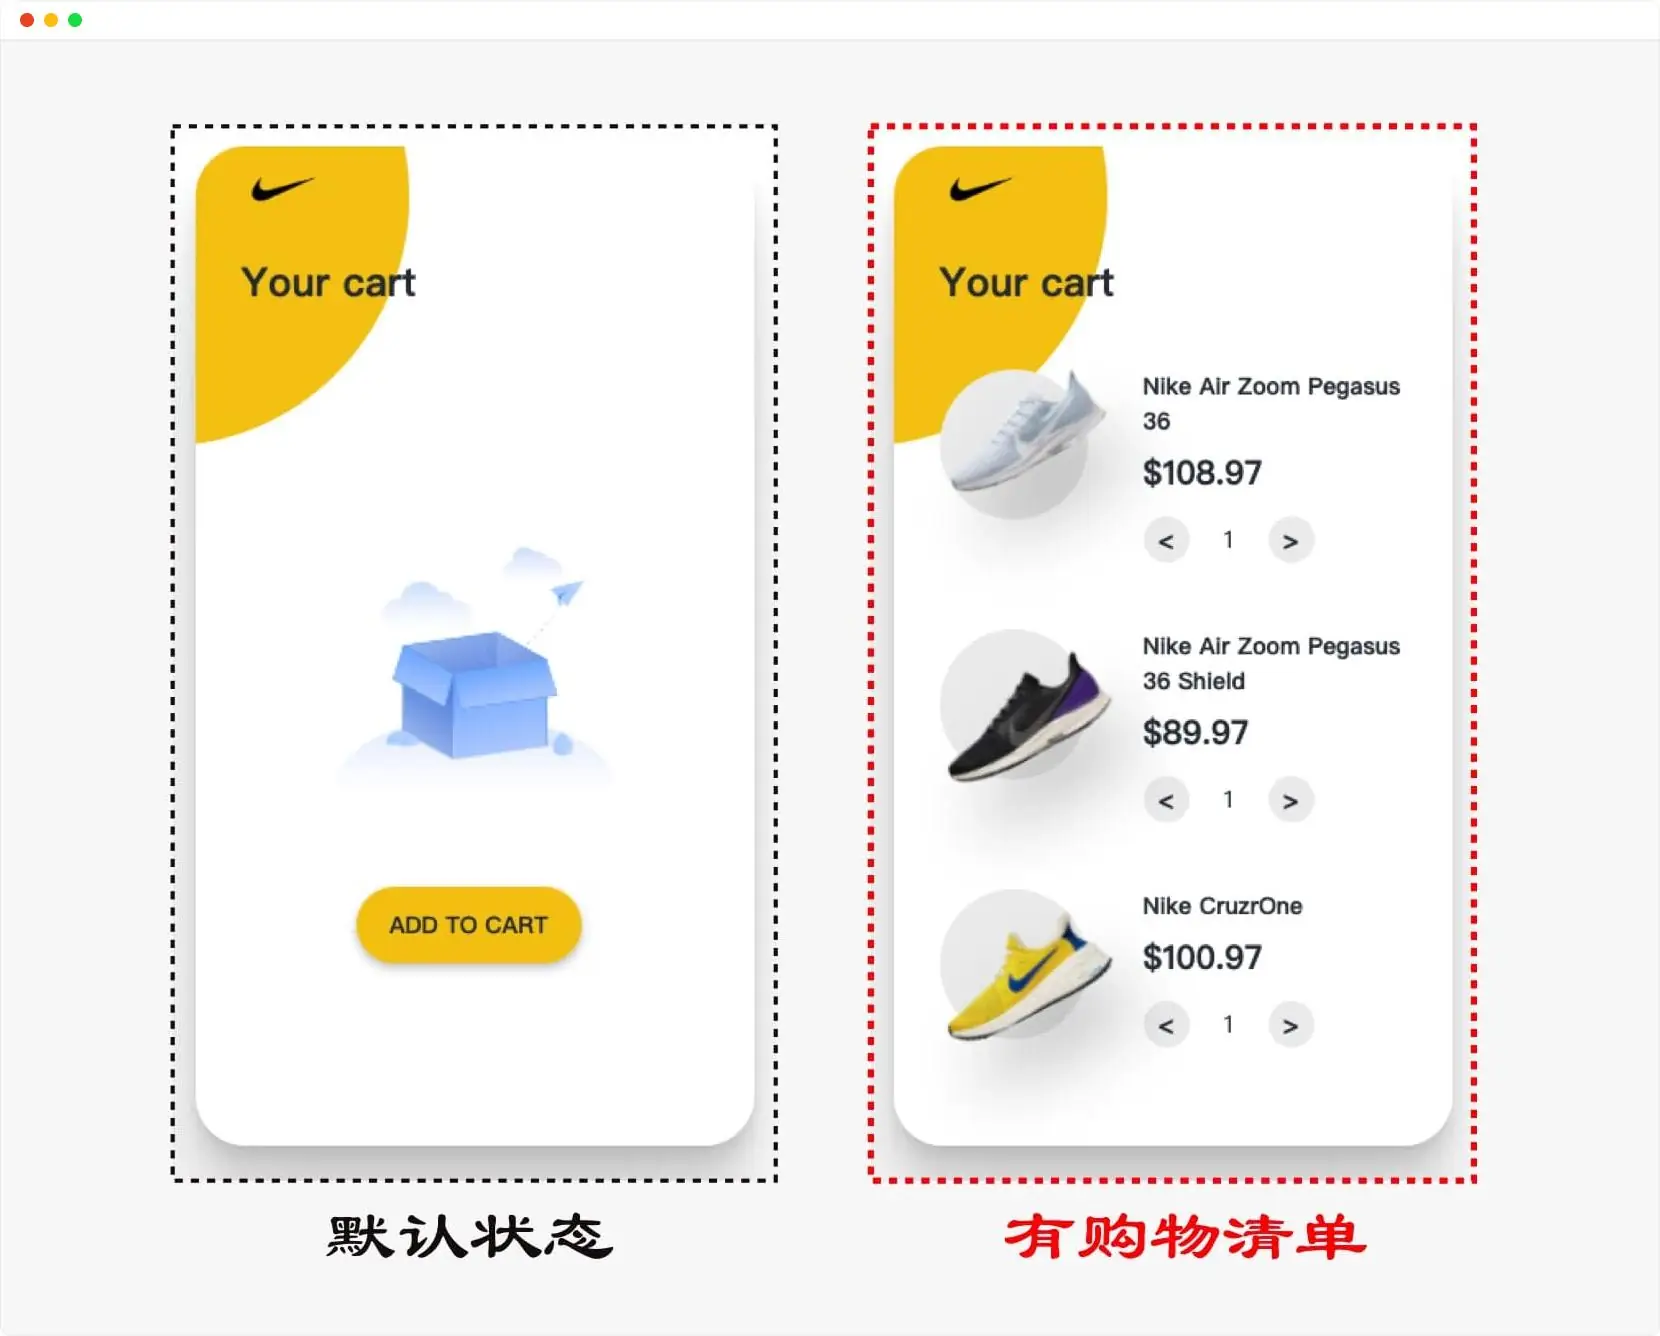 Your cart
ADD TO CART
默认状态
Your cart
Nike Air Zoom Pegasus
36
$108.97
< 1 >
Nike Air Zoom Pegasus
36 Shield
$89.97
< 1 >
Nike CruzrOne
$100.97
< 1 >
有购物清单